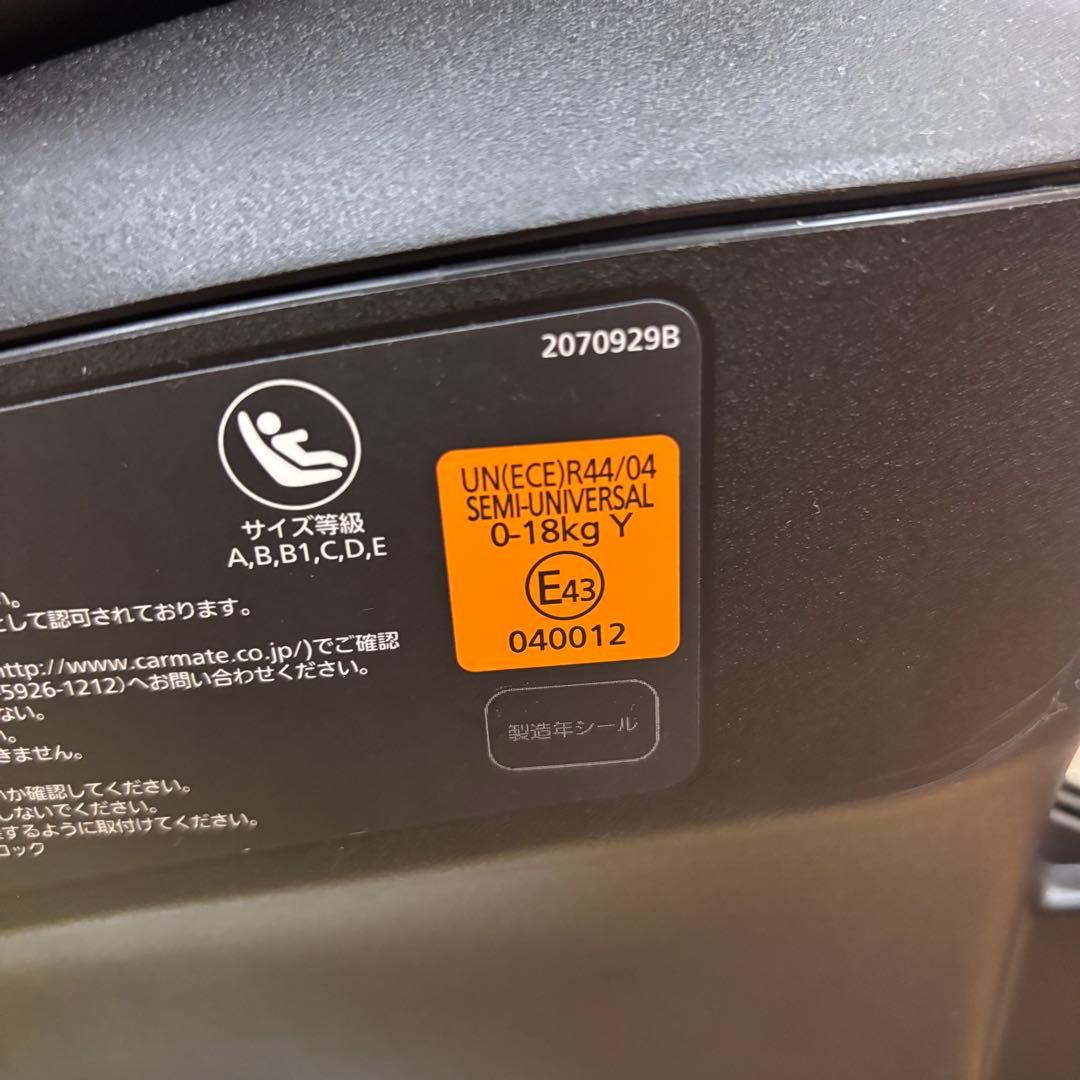 2070929B
サイズ等級
A,B,B1,C,D,E
UN(ECE)R44/04
SEMI-UNIVERSAL
0-18kg Y
E43
040012
製造年シール
い。
として認可されております。
http://www.carmate.co.jp/)でご確認
5926-1212)へお問い合わせください。
ない。
い。
きません。
いか確認してください。
しないでください。
するように取付けてください。
ロック